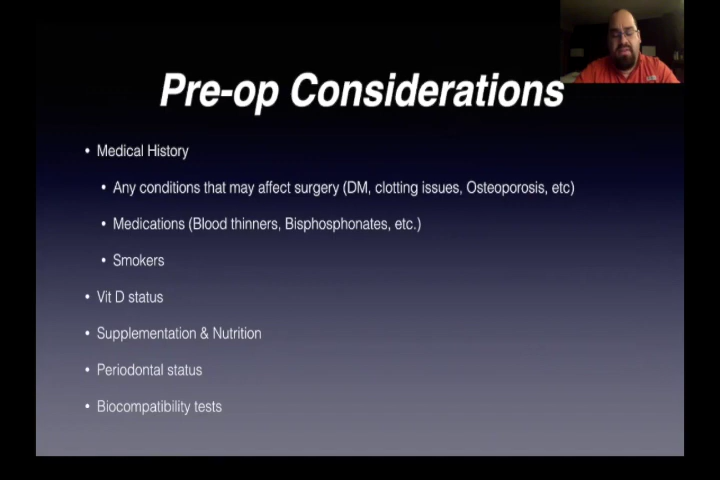 Pre-op Considerations
• Medical History
• Any conditions that may affect surgery (DM, clotting issues, Osteoporosis, etc)
• Medications (Blood thinners, Bisphosphonates, etc.)
• Smokers
• Vit D status
• Supplementation & Nutrition
• Periodontal status
• Biocompatibility tests